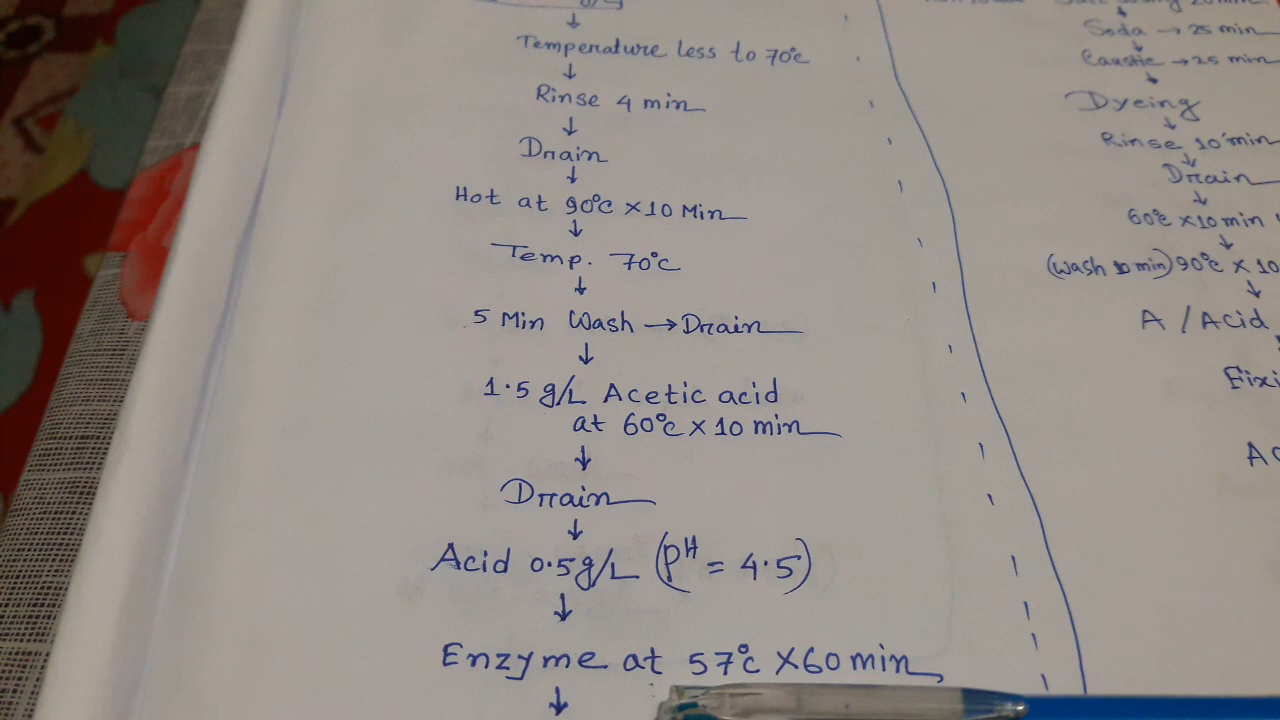 ↓
Temperature less to 70°c
↓
Rinse 4 min
↓
Drain
↓
Hot at 90°c ×10 Min
↓
Temp. 70°c
↓
5 Min Wash → Drain
↓
1.5 g/L Acetic acid
at 60°c × 10 min
↓
Drain
↓
Acid 0.5g/L (pH = 4.5)
↓
Enzyme at 57°c ×60 min
↓
Soda → 25 min
↓
Caustic → 25 min
↓
Dyeing
↓
Rinse 10 min
↓
Drain
↓
60°c ×10 min
↓
(Wash 10 min) 90°c × 10
↓
A / Acid
Fixi
AC